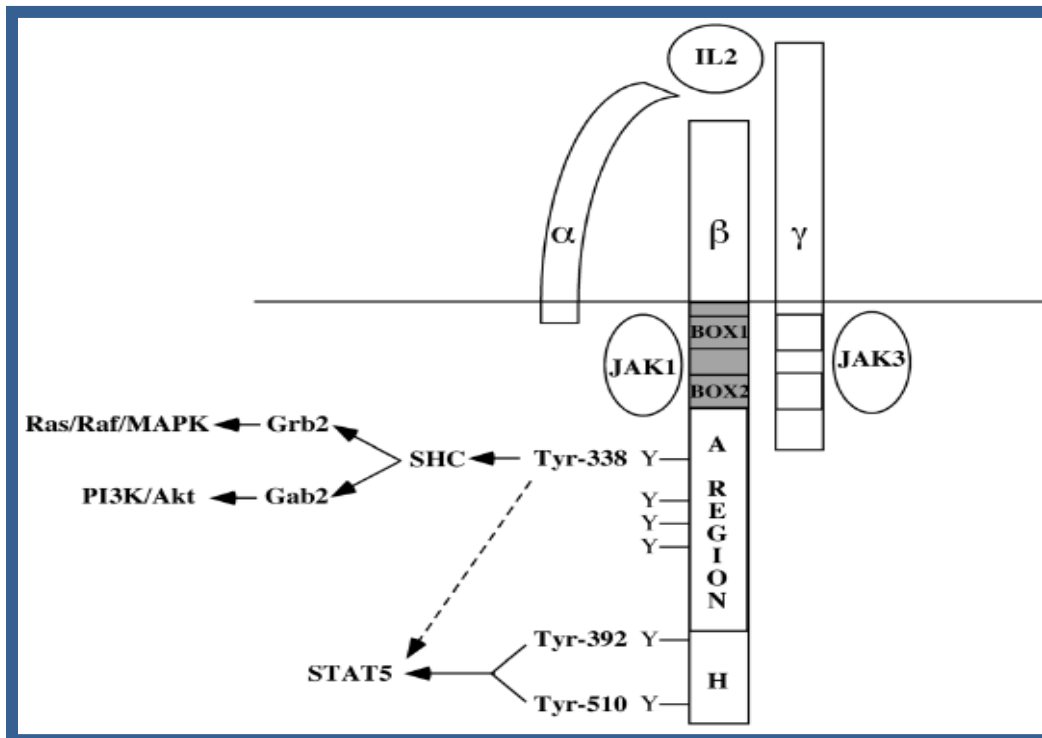 IL2
α
β
γ
BOX1
JAK1
JAK3
BOX2
Ras/Raf/MAPK
Grb2
SHC
Tyr-338
Y
A
REGION
PI3K/Akt
Gab2
Y
Y
Y
Tyr-392
Y
STAT5
H
Tyr-510
Y